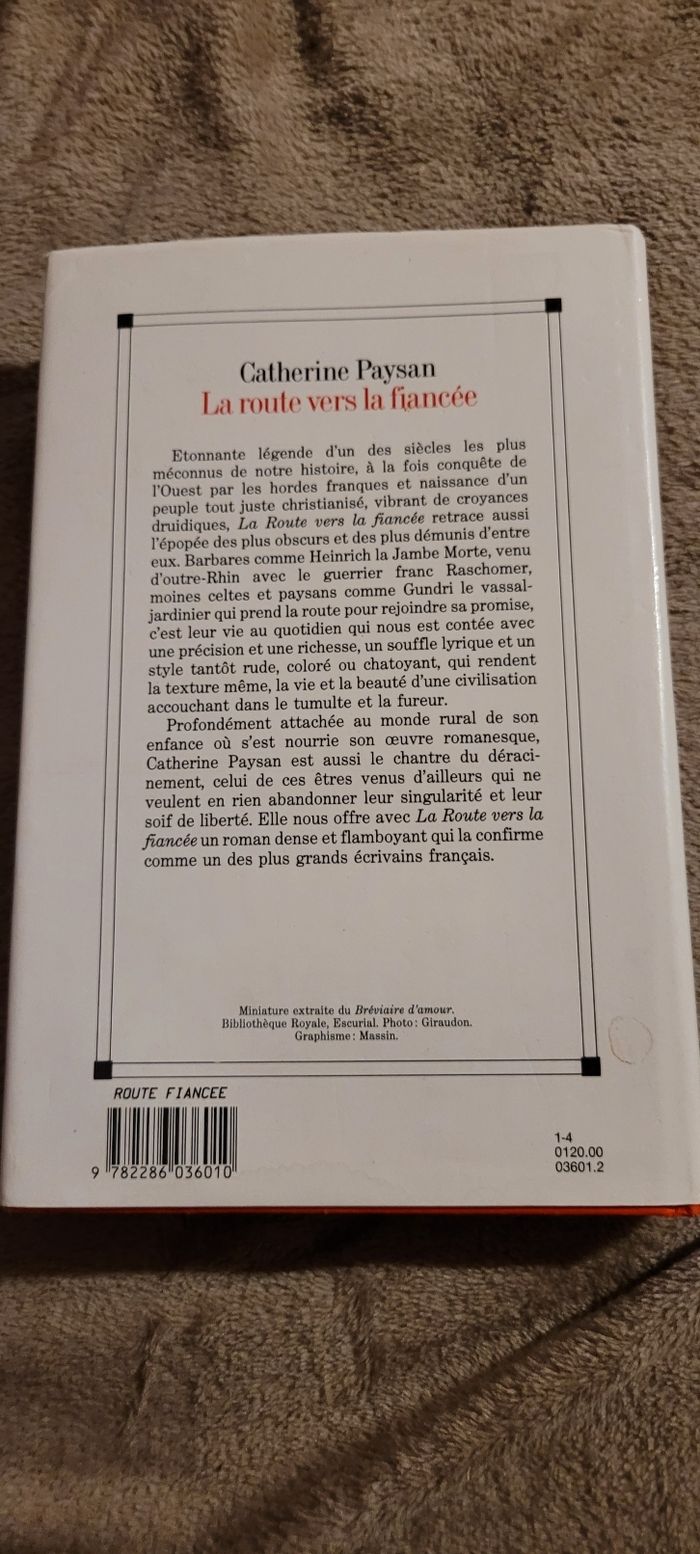 Catherine Paysan
La route vers la fiancée
Etonnante légende d'un des siècles les plus
méconnus de notre histoire, à la fois conquête de
l'Ouest par les hordes franques et naissance d'un
peuple tout juste christianisé, vibrant de croyances
druidiques, La Route vers la fiancée retrace aussi
l'épopée des plus obscurs et des plus démunis d'entre
eux. Barbares comme Heinrich la Jambe Morte, venu
d'outre-Rhin avec le guerrier franc Raschomer,
moines celtes et paysans comme Gundri le vassal-
jardinier qui prend la route pour rejoindre sa promise,
c'est leur vie au quotidien qui nous est contée avec
une précision et une richesse, un souffle lyrique et un
style tantôt rude, coloré ou chatoyant, qui rendent
la texture même, la vie et la beauté d'une civilisation
accouchant dans le tumulte et la fureur.
Profondément attachée au monde rural de son
enfance où s'est nourrie son œuvre romanesque,
Catherine Paysan est aussi le chantre du déraci-
nement, celui de ces êtres venus d'ailleurs qui ne
veulent en rien abandonner leur singularité et leur
soif de liberté. Elle nous offre avec La Route vers la
fiancée un roman dense et flamboyant qui la confirme
comme un des plus grands écrivains français.
Miniature extraite du Bréviaire d'amour.
Bibliothèque Royale, Escurial. Photo : Giraudon.
Graphisme : Massin.
ROUTE FIANCEE
9 782286 036010
1-4
0120.00
03601.2